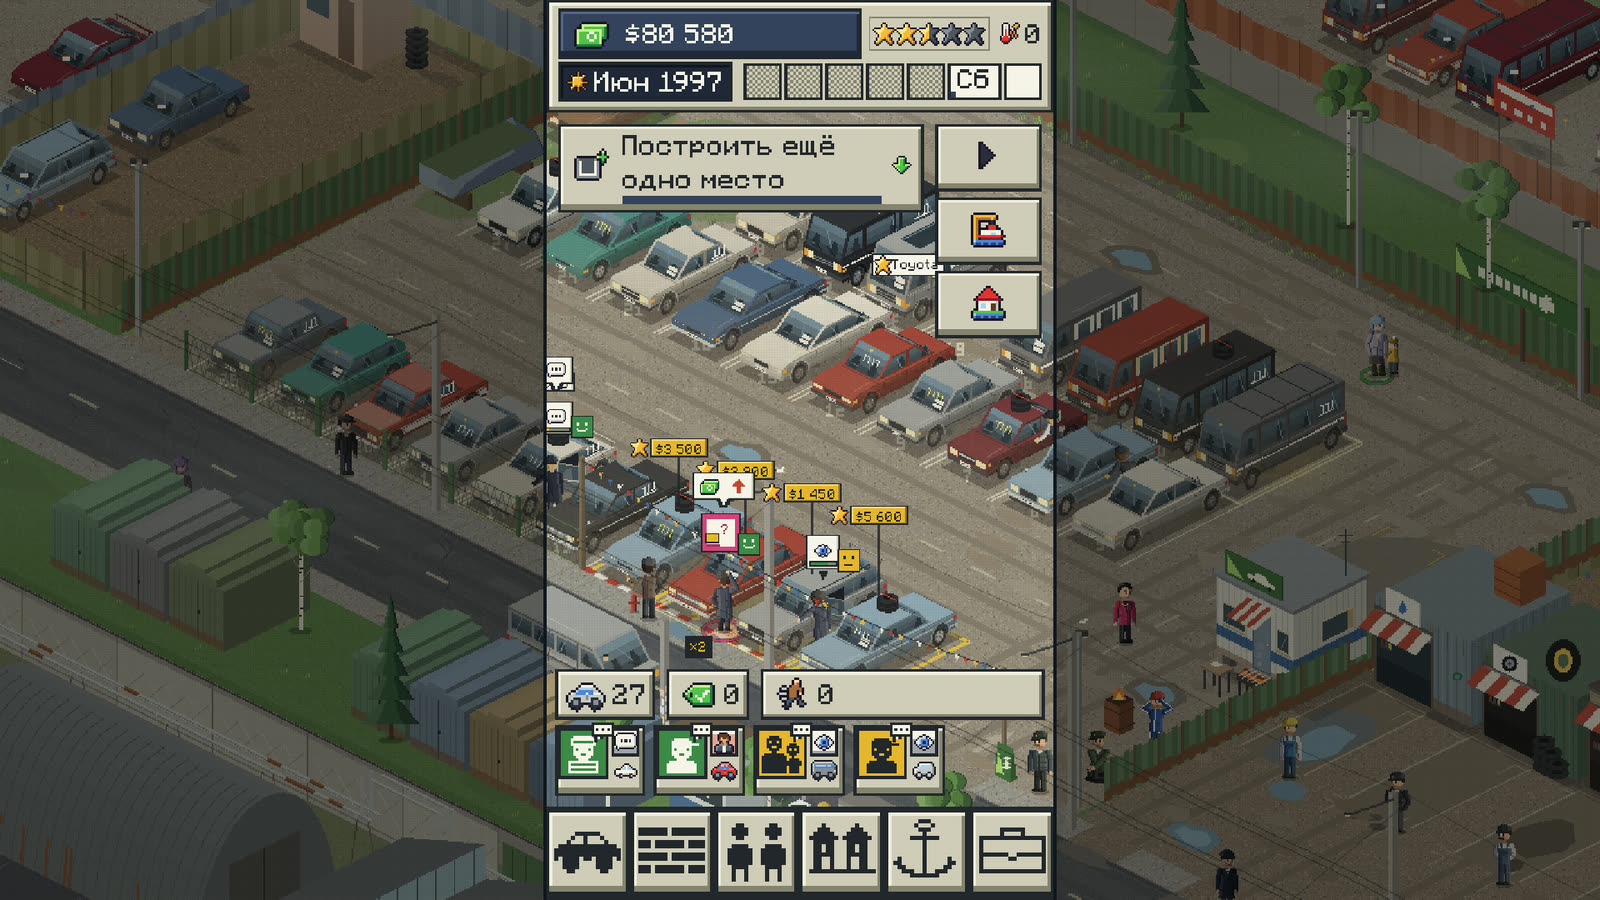 $80 580
0
Июн 1997
Сб
Построить ещё
одно место
Toyota
$3 500
$1 450
$5 600
?
x2
27
0
0